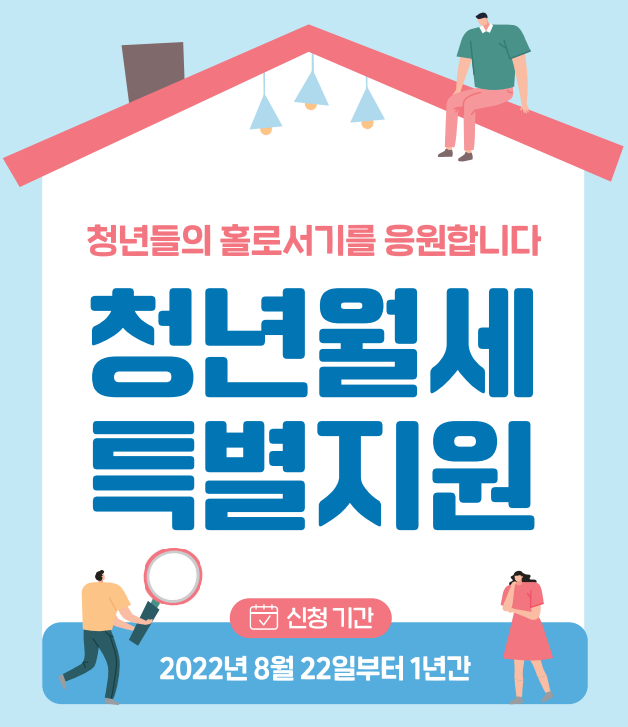 청년들의 홀로서기를 응원합니다
청년월세
특별지원
신청 기간
2022년 8월 22일부터 1년간